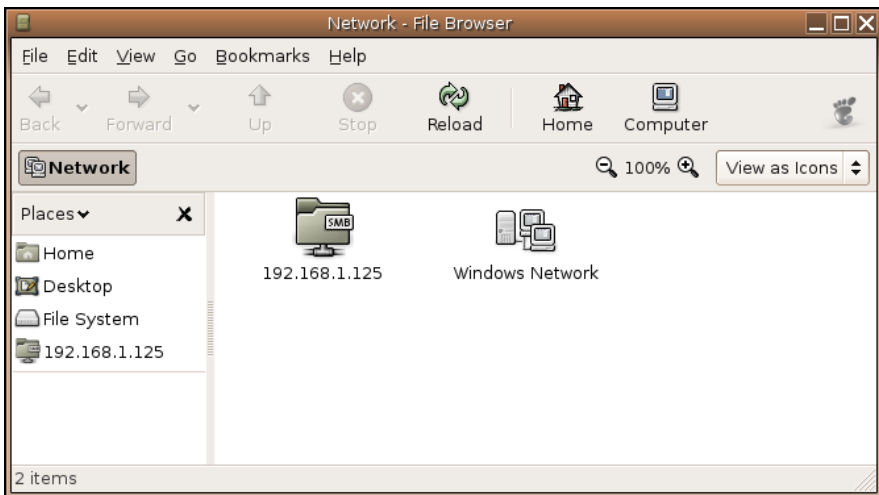 Network - File Browser
File Edit View Go Bookmarks Help
Back Forward Up Stop Reload Home Computer
Network 100% View as Icons
Places
Home
Desktop
File System
192.168.1.125
SMB
192.168.1.125
Windows Network
2 items